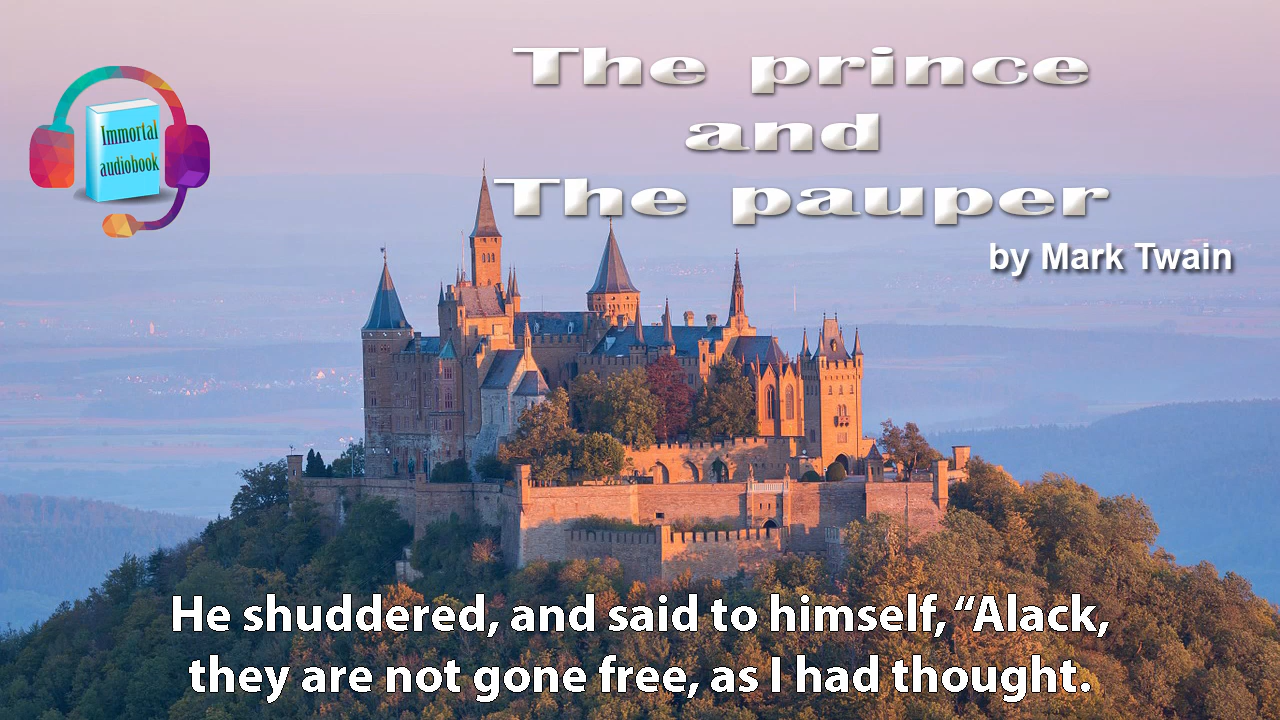 The prince
and
The pauper
by Mark Twain
Immortal
audiobook
He shuddered, and said to himself, “Alack,
they are not gone free, as I had thought.